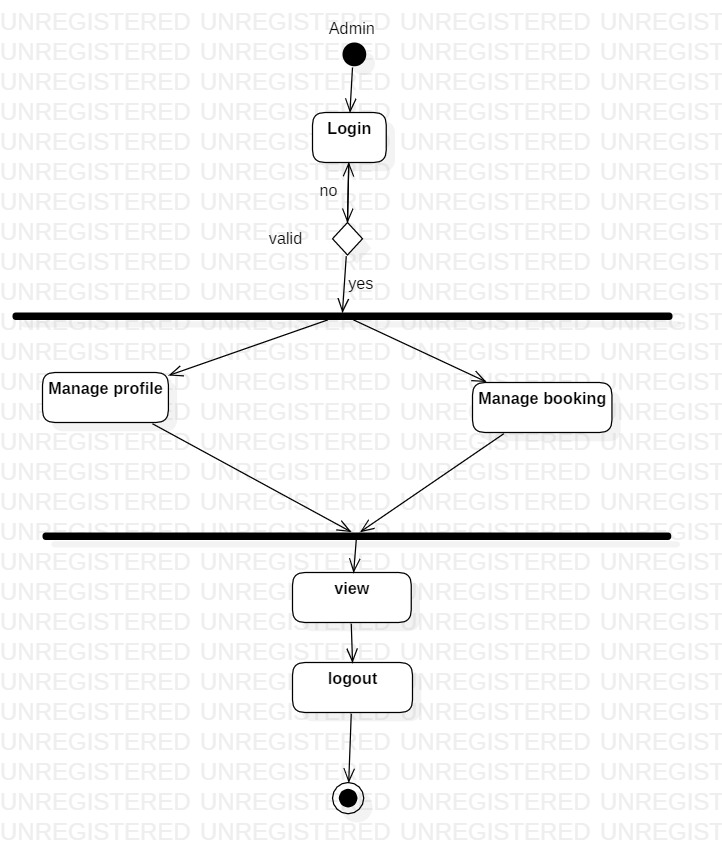 Admin
Login
no
valid
yes
Manage profile
Manage booking
view
logout
UNREGISTERED UNREGISTERED UNREGISTERED UNREGIST